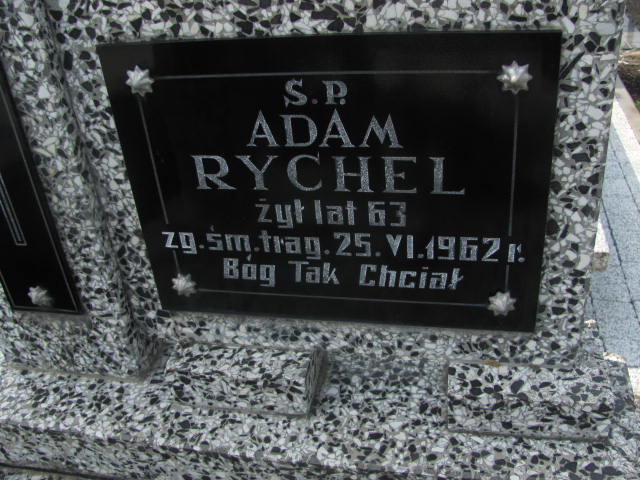 Ś.P.
ADAM
RYCHEL
żył lat 63
zg. śm. trag. 25. VI. 1962 r.
Bóg Tak Chciał